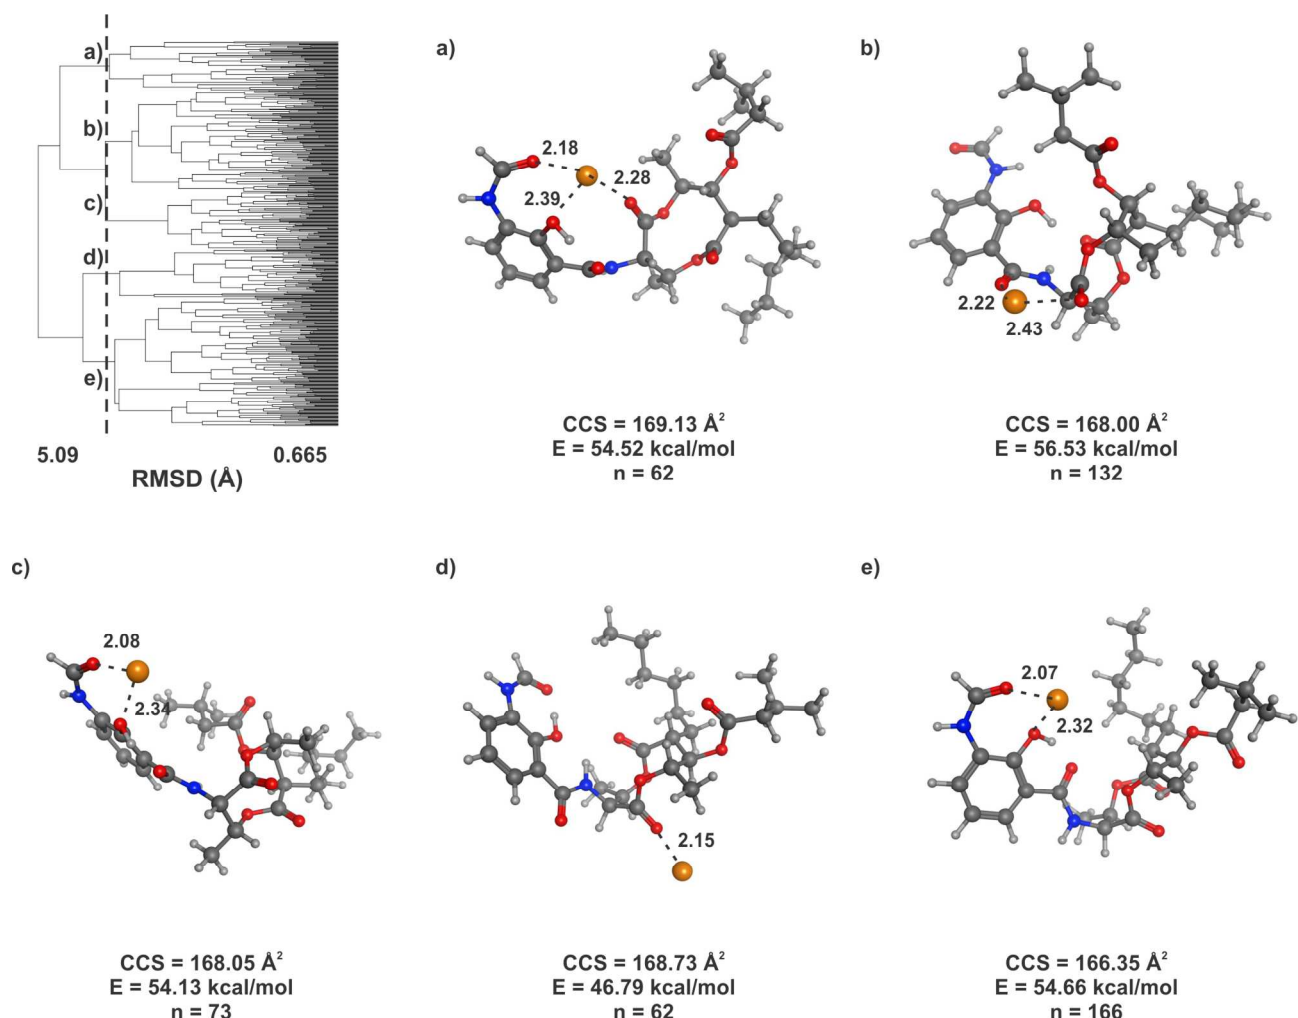 a)
b)
c)
d)
e)
5.09
0.665
RMSD (Å)
a)
2.18
2.28
2.39
CCS = 169.13 Å²
E = 54.52 kcal/mol
n = 62
b)
2.22
2.43
CCS = 168.00 Å²
E = 56.53 kcal/mol
n = 132
c)
2.08
2.34
CCS = 168.05 Å²
E = 54.13 kcal/mol
n = 73
d)
2.15
CCS = 168.73 Å²
E = 46.79 kcal/mol
n = 62
e)
2.07
2.32
CCS = 166.35 Å²
E = 54.66 kcal/mol
n = 166